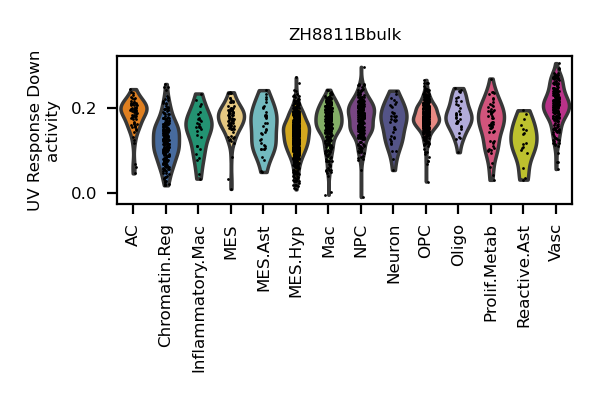 ZH8811Bbulk
UV Response Down
activity
0.2
0.0
AC
Chromatin.Reg
Inflammatory.Mac
MES
MES.Ast
MES.Hyp
Mac
NPC
Neuron
OPC
Oligo
Prolif.Metab
Reactive.Ast
Vasc